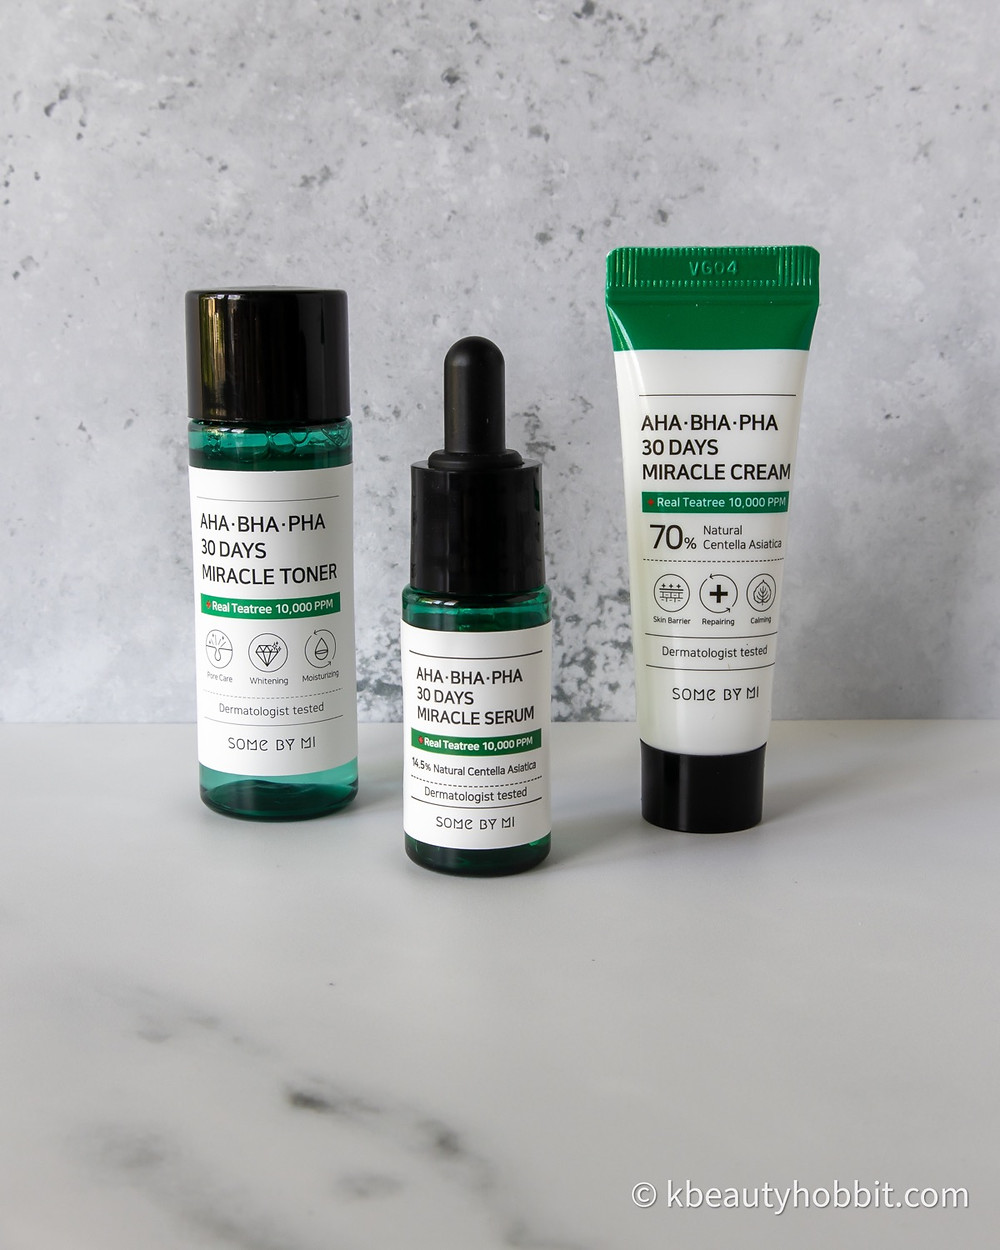 AHA·BHA·PHA
30 DAYS
MIRACLE TONER
Real Teatree 10,000 PPM
Pore Care Whitening Moisturizing
Dermatologist tested
SOME BY MI
AHA·BHA·PHA
30 DAYS
MIRACLE SERUM
Real Teatree 10,000 PPM
14.5% Natural Centella Asiatica
Dermatologist tested
SOME BY MI
VG04
AHA·BHA·PHA
30 DAYS
MIRACLE CREAM
Real Teatree 10,000 PPM
70% Natural
Centella Asiatica
Skin Barrier Repairing Calming
Dermatologist tested
SOME BY MI
© kbeautyhobbit.com